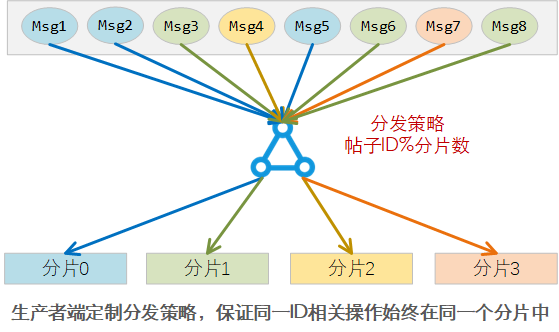 Msg1 Msg2 Msg3 Msg4 Msg5 Msg6 Msg7 Msg8
分发策略
帖子ID%分片数
分片0 分片1 分片2 分片3
生产者端定制分发策略，保证同一ID相关操作始终在同一个分片中